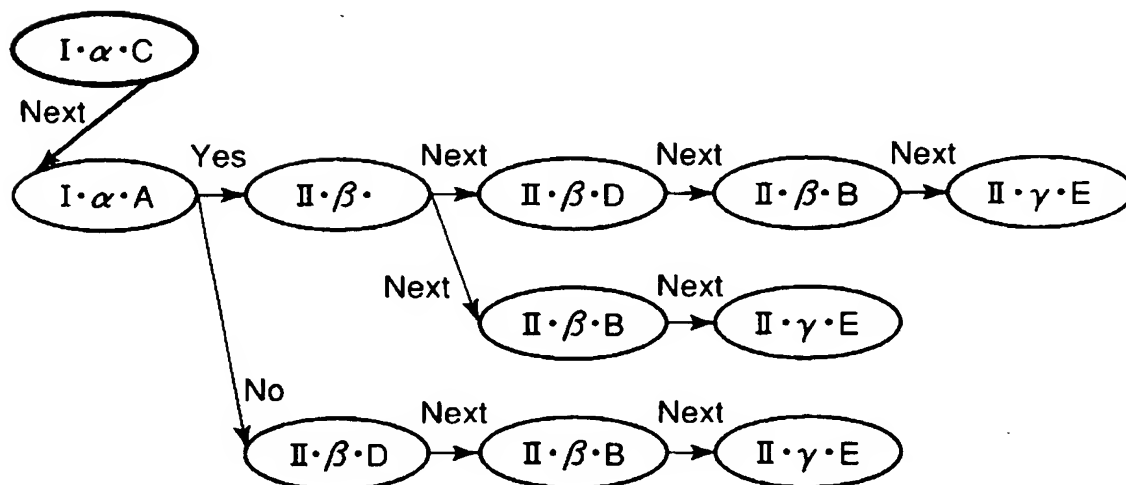 I・α・C
Next
Yes Next Next Next
I・α・A Ⅱ・β・ Ⅱ・β・D Ⅱ・β・B Ⅱ・γ・E
Next Next
Ⅱ・β・B Ⅱ・γ・E
No Next Next
Ⅱ・β・D Ⅱ・β・B Ⅱ・γ・E